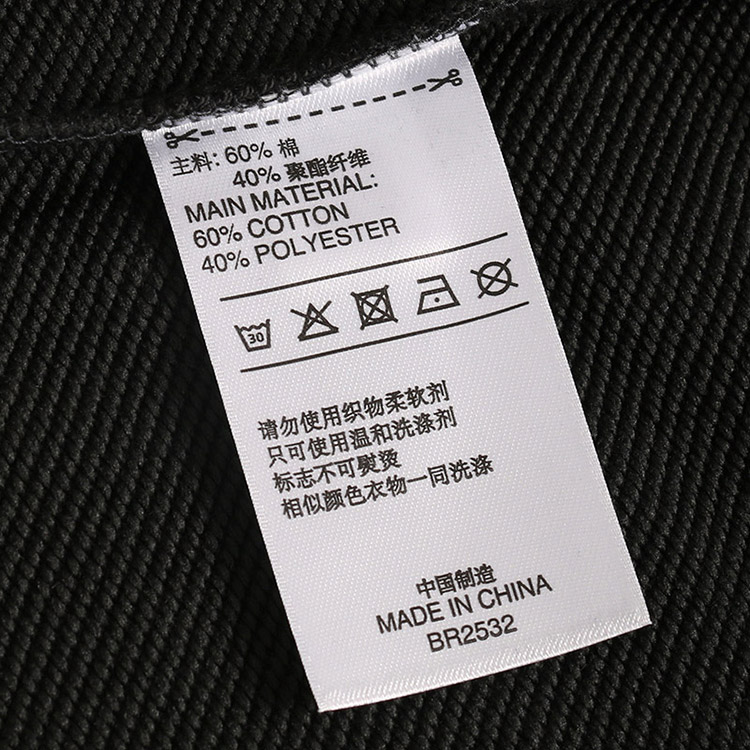 主料: 60% 棉
40% 聚酯纤维
MAIN MATERIAL:
60% COTTON
40% POLYESTER
30
请勿使用织物柔软剂
只可使用温和洗涤剂
标志不可熨烫
相似颜色衣物一同洗涤
中国制造
MADE IN CHINA
BR2532